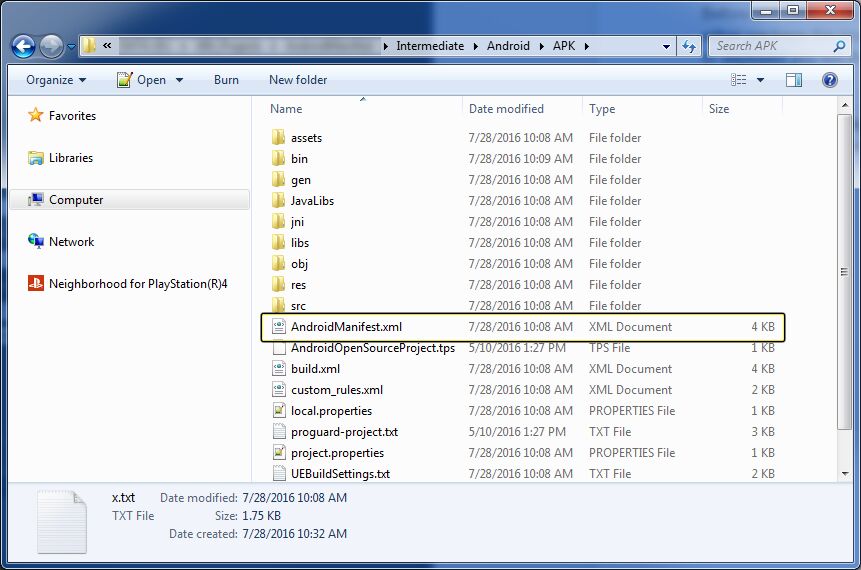 « Intermediate Android APK Search APK
Organize Open Burn New folder
Favorites
Libraries
Computer
Network
Neighborhood for PlayStation(R)4
Name Date modified Type Size
assets 7/28/2016 10:08 AM File folder
bin 7/28/2016 10:09 AM File folder
gen 7/28/2016 10:08 AM File folder
JavaLibs 7/28/2016 10:08 AM File folder
jni 7/28/2016 10:08 AM File folder
libs 7/28/2016 10:08 AM File folder
obj 7/28/2016 10:08 AM File folder
res 7/28/2016 10:08 AM File folder
src 7/28/2016 10:08 AM File folder
AndroidManifest.xml 7/28/2016 10:08 AM XML Document 4 KB
AndroidOpenSourceProject.tps 5/10/2016 1:27 PM TPS File 1 KB
build.xml 7/28/2016 10:08 AM XML Document 4 KB
custom_rules.xml 7/28/2016 10:08 AM XML Document 2 KB
local.properties 7/28/2016 10:08 AM PROPERTIES File 1 KB
proguard-project.txt 5/10/2016 1:27 PM TXT File 3 KB
project.properties 7/28/2016 10:08 AM PROPERTIES File 1 KB
UEBuildSettings.txt 7/28/2016 10:08 AM TXT File 2 KB
x.txt Date modified: 7/28/2016 10:08 AM
TXT File Size: 1.75 KB
Date created: 7/28/2016 10:32 AM